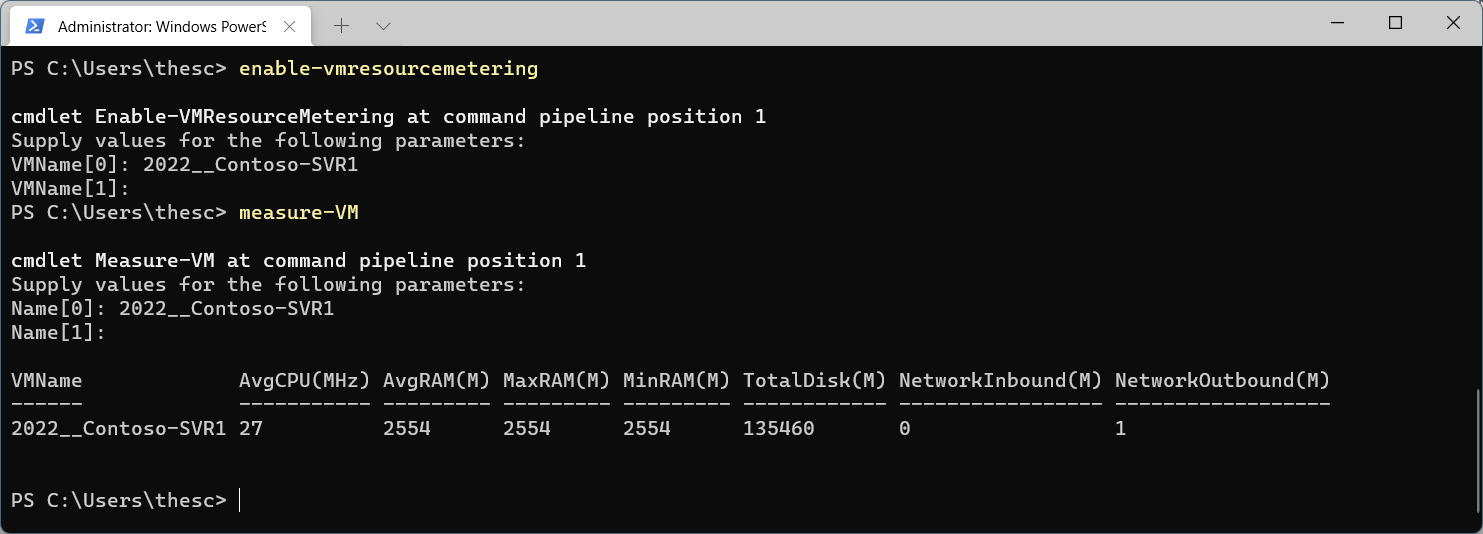 Administrator: Windows PowerS
PS C:\Users\thesc> enable-vmresourcemetering
cmdlet Enable-VMResourceMetering at command pipeline position 1
Supply values for the following parameters:
VMName[0]: 2022__Contoso-SVR1
VMName[1]:
PS C:\Users\thesc> measure-VM
cmdlet Measure-VM at command pipeline position 1
Supply values for the following parameters:
Name[0]: 2022__Contoso-SVR1
Name[1]:
VMName AvgCPU(MHz) AvgRAM(M) MaxRAM(M) MinRAM(M) TotalDisk(M) NetworkInbound(M) NetworkOutbound(M)
------ ----------- --------- --------- --------- ------------ ----------------- ------------------
2022__Contoso-SVR1 27 2554 2554 2554 135460 0 1
PS C:\Users\thesc>